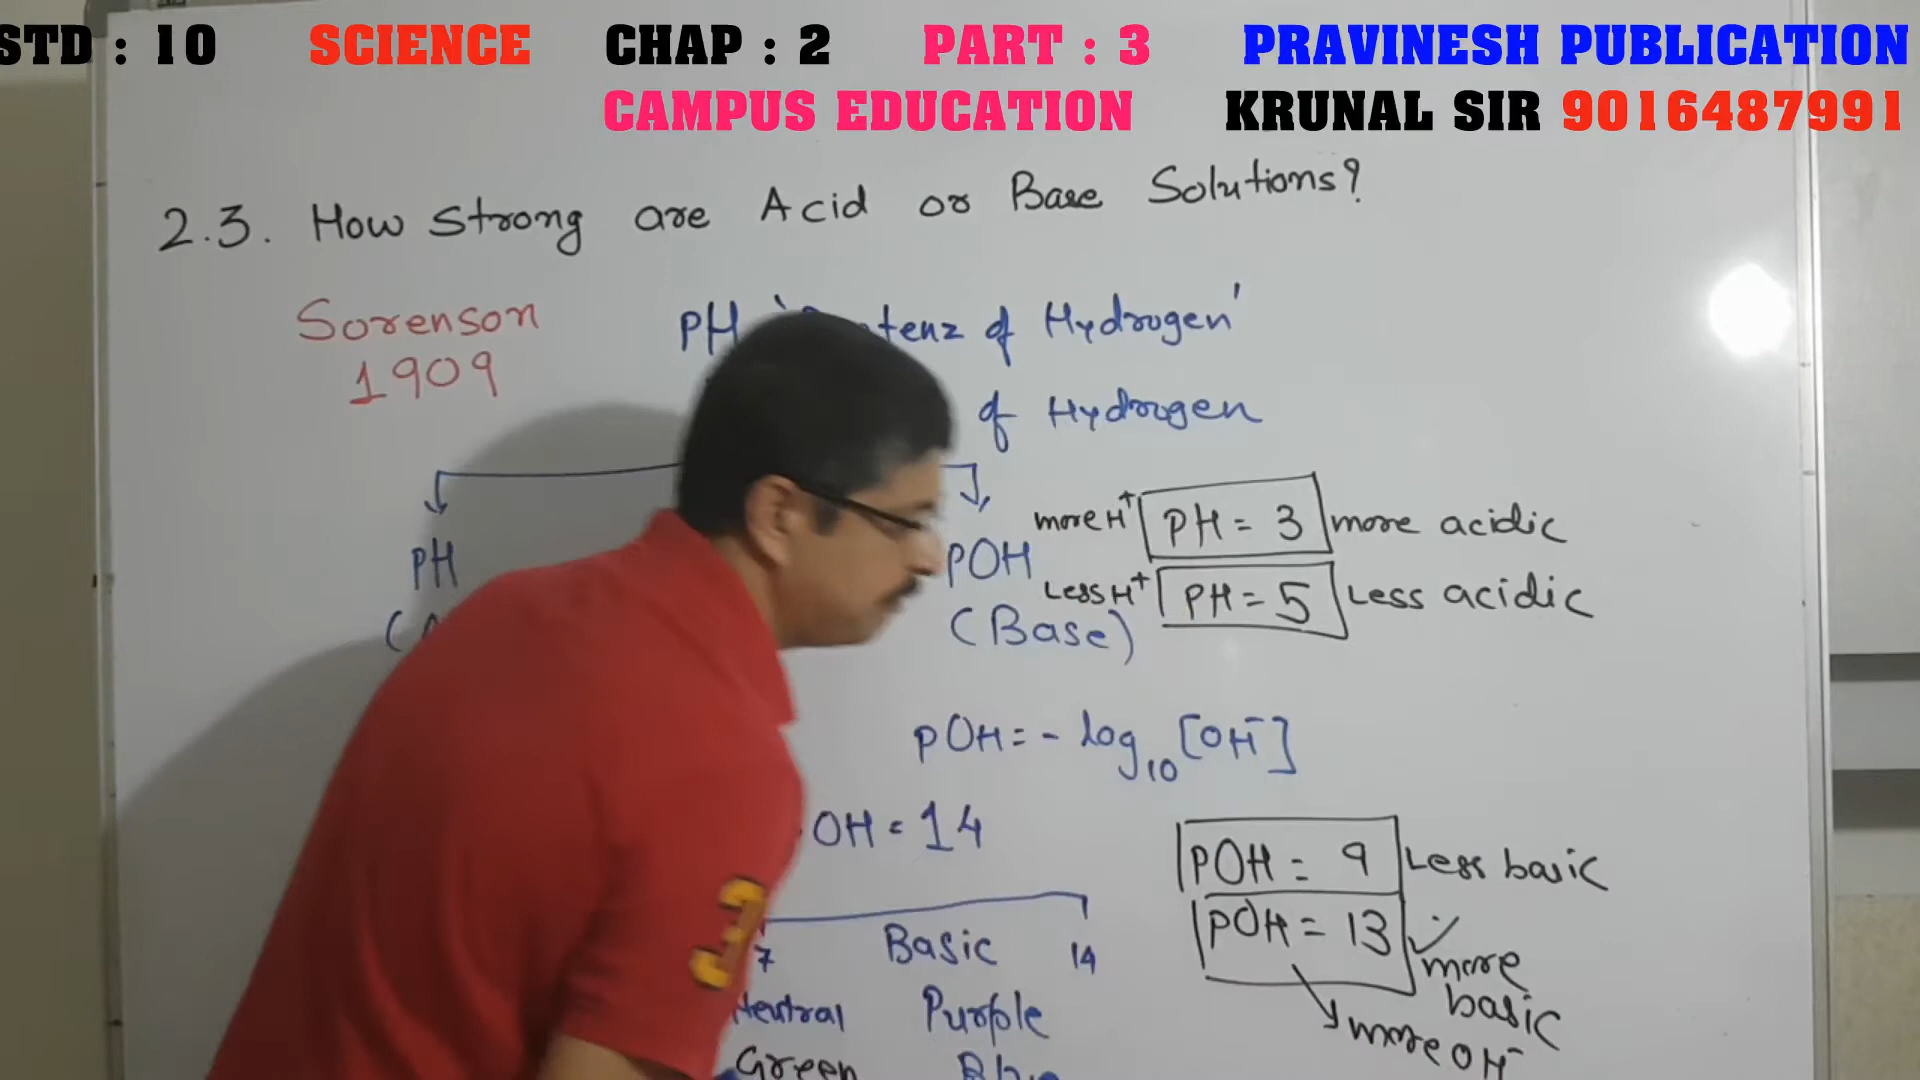 STD : 10 SCIENCE CHAP : 2 PART : 3 PRAVINESH PUBLICATION
CAMPUS EDUCATION KRUNAL SIR 9016487991
2.3. How Strong are Acid or Base Solutions?
Sorenson
1909
PH ' tenz of Hydrogen'
of Hydrogen
PH
POH
(Base)
more H⁺ PH = 3 more acidic
Less H⁺ PH = 5 Less acidic
POH = - log₁₀ [OH⁻]
OH = 14
7 Basic 14
Neutral Purple
Green
POH = 9 Less basic
POH = 13 ✓ more
basic
more OH⁻